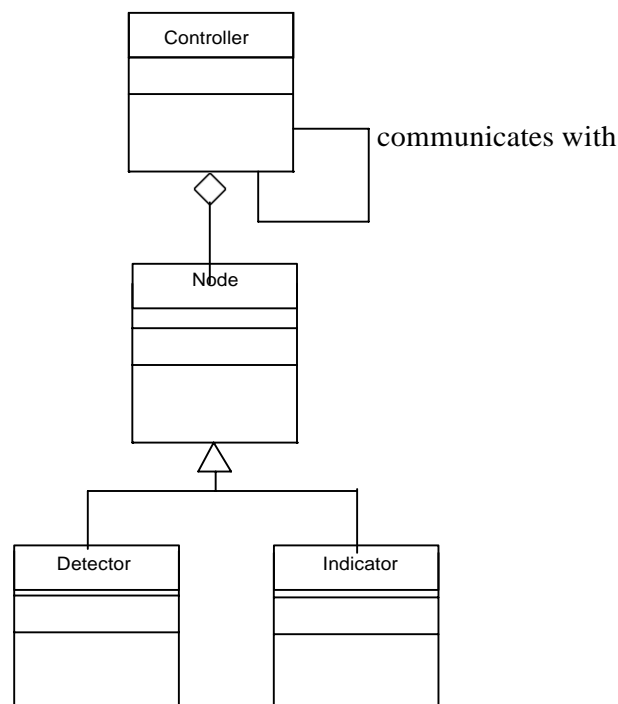 Controller
communicates with
Node
Detector
Indicator